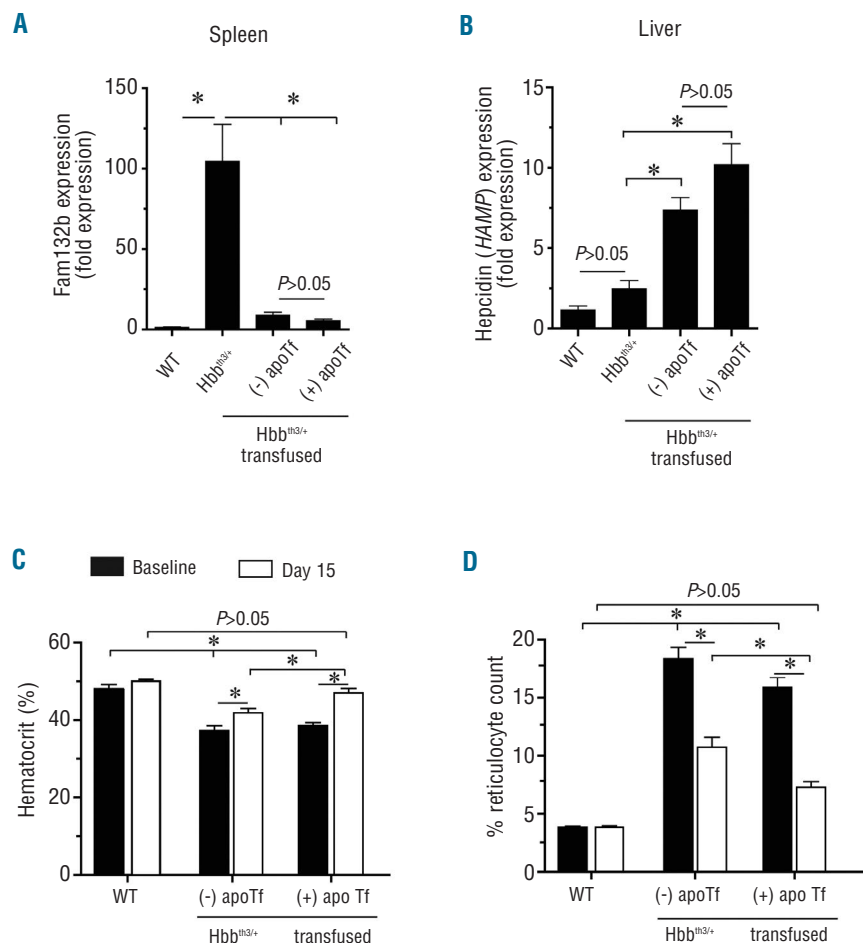 A
Spleen
Fam132b expression
(fold expression)
150
100
50
0
*
*
P>0.05
WT
Hbbth3/+
(-) apoTf
(+) apoTf
Hbbth3/+
transfused
B
Liver
Hepcidin (HAMP) expression
(fold expression)
15
10
5
0
P>0.05
*
*
P>0.05
WT
Hbbth3/+
(-) apoTf
(+) apoTf
Hbbth3/+
transfused
C
Baseline
Day 15
Hematocrit (%)
60
40
20
0
P>0.05
*
*
*
*
WT
(-) apoTf
(+) apo Tf
Hbbth3/+
transfused
D
% reticulocyte count
20
15
10
5
0
P>0.05
*
*
*
*
WT
(-) apoTf
(+) apo Tf
Hbbth3/+
transfused